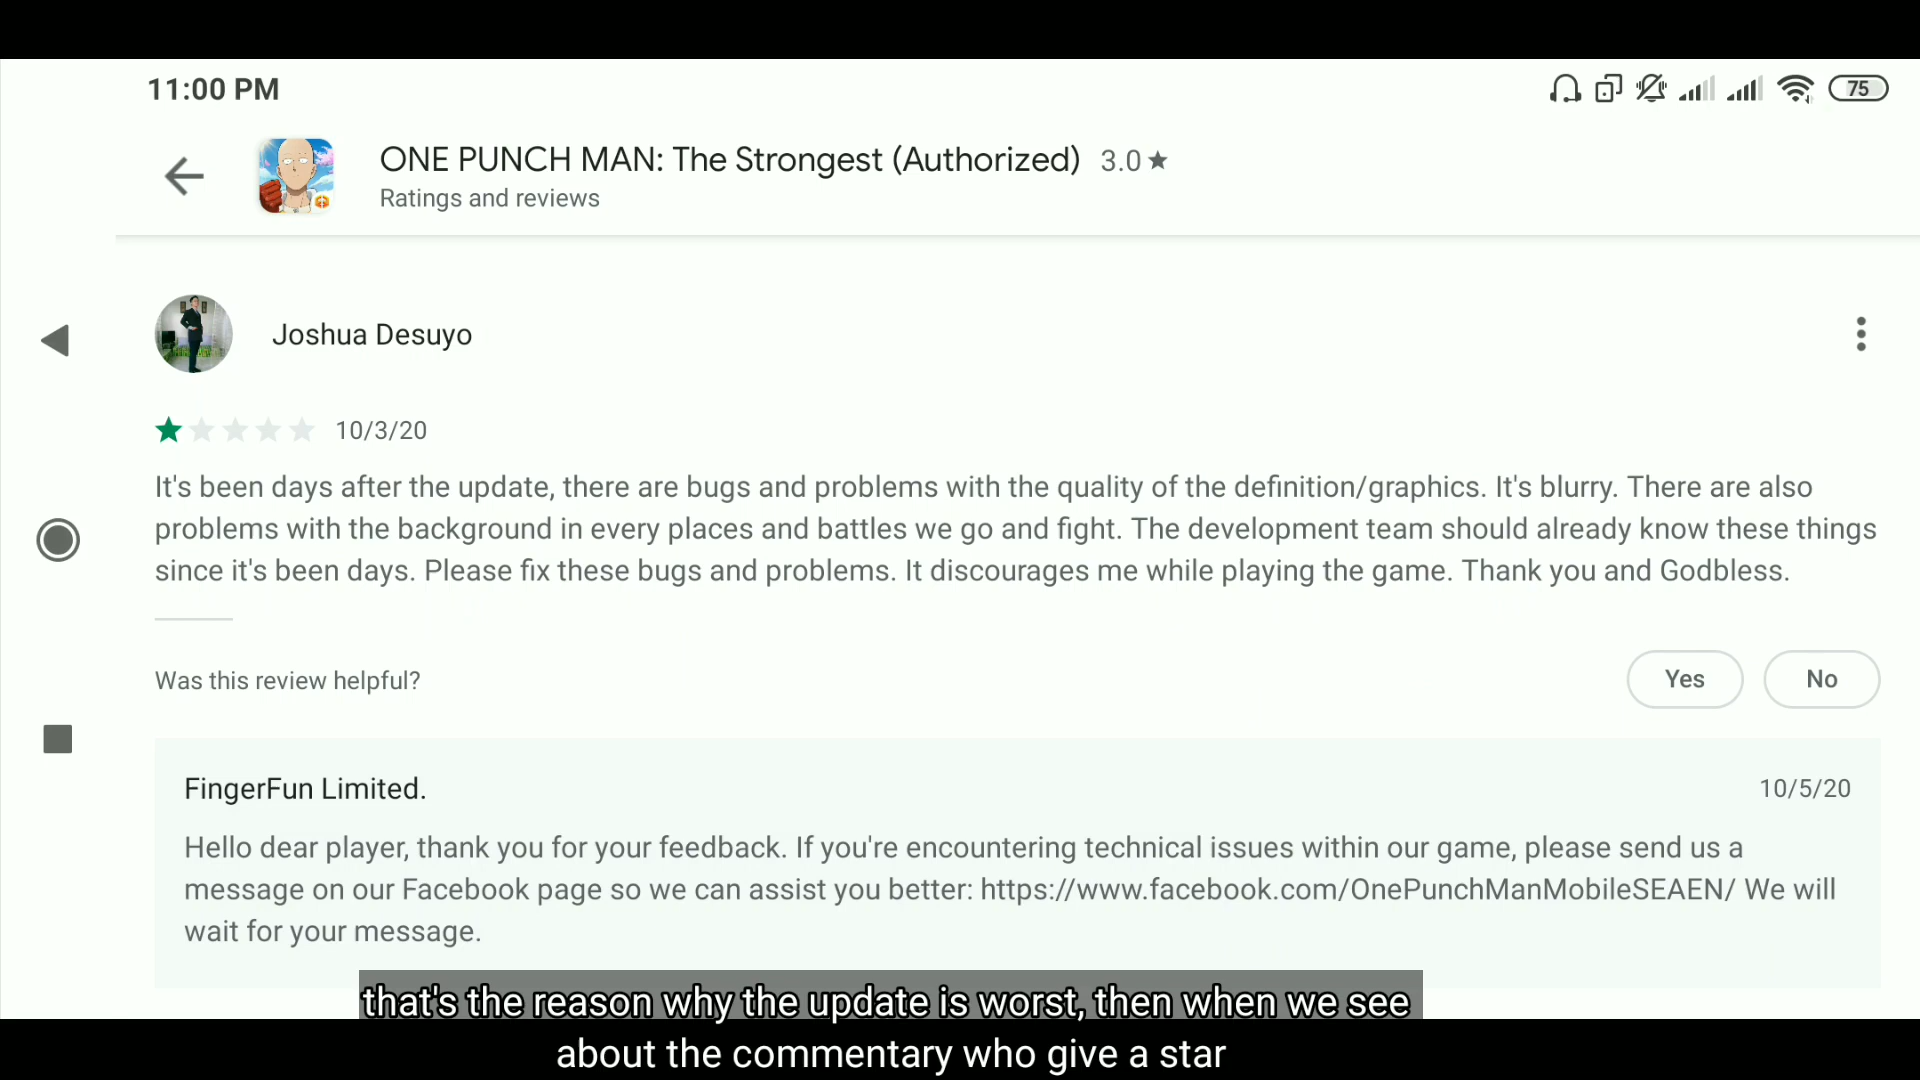 11:00 PM
75
ONE PUNCH MAN: The Strongest (Authorized) 3.0 ★
Ratings and reviews
Joshua Desuyo
10/3/20
It's been days after the update, there are bugs and problems with the quality of the definition/graphics. It's blurry. There are also
problems with the background in every places and battles we go and fight. The development team should already know these things
since it's been days. Please fix these bugs and problems. It discourages me while playing the game. Thank you and Godbless.
Was this review helpful?
Yes
No
FingerFun Limited.
10/5/20
Hello dear player, thank you for your feedback. If you're encountering technical issues within our game, please send us a
message on our Facebook page so we can assist you better: https://www.facebook.com/OnePunchManMobileSEAEN/ We will
wait for your message.
that's the reason why the update is worst, then when we see
about the commentary who give a star